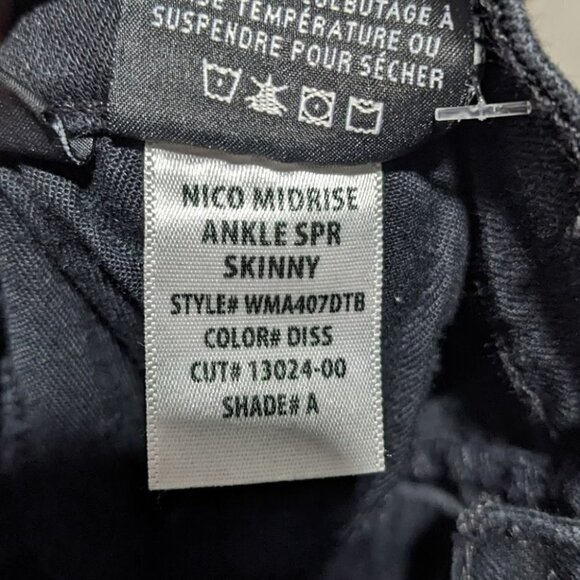 CULBUTAGE À
SE TEMPÉRATURE OU
SUSPENDRE POUR SÉCHER
NICO MIDRISE
ANKLE SPR
SKINNY
STYLE# WMA407DTB
COLOR# DISS
CUT# 13024-00
SHADE# A